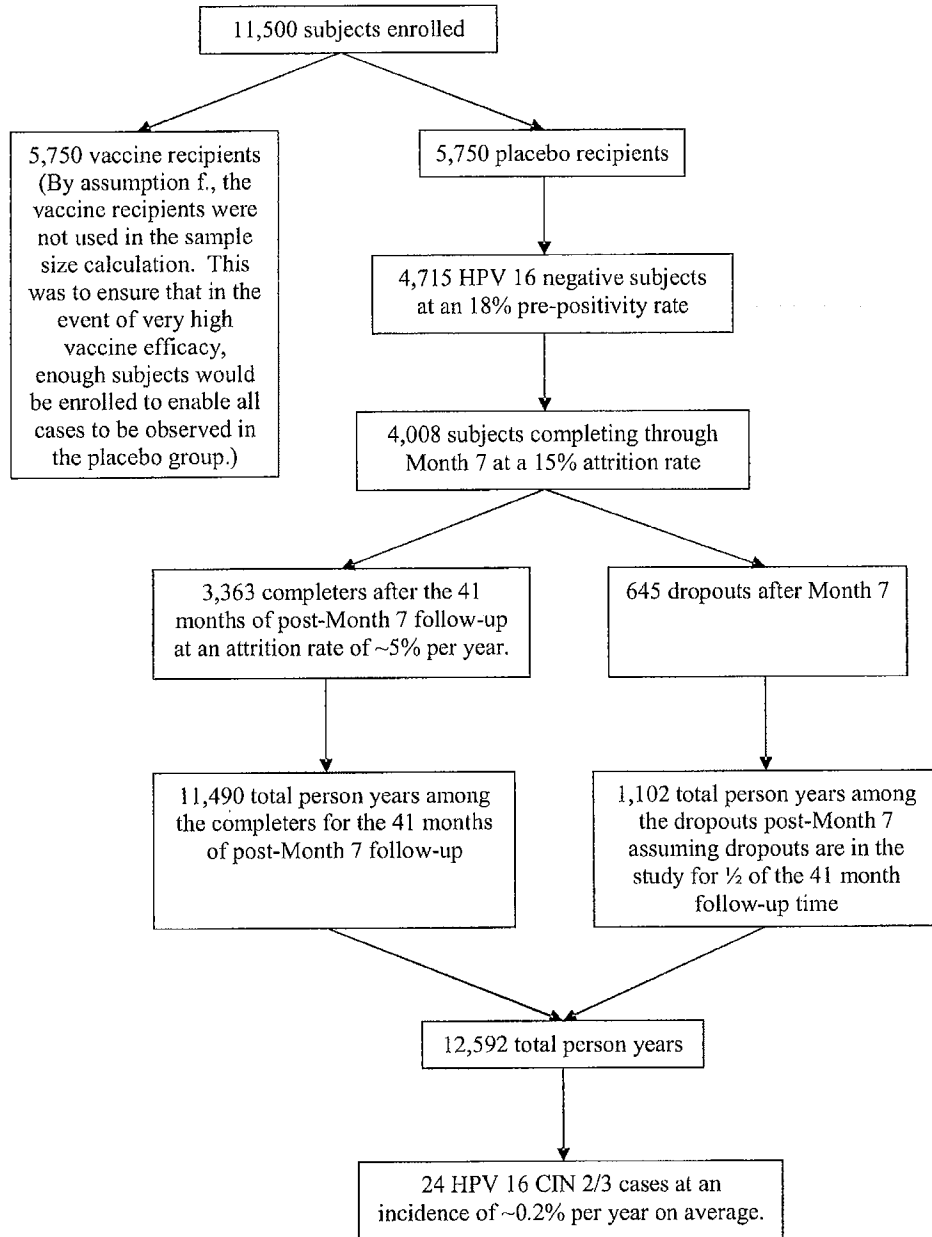 11,500 subjects enrolled
5,750 vaccine recipients
(By assumption f., the
vaccine recipients were
not used in the sample
size calculation. This
was to ensure that in the
event of very high
vaccine efficacy,
enough subjects would
be enrolled to enable all
cases to be observed in
the placebo group.)
5,750 placebo recipients
4,715 HPV 16 negative subjects
at an 18% pre-positivity rate
4,008 subjects completing through
Month 7 at a 15% attrition rate
3,363 completers after the 41
months of post-Month 7 follow-up
at an attrition rate of ~5% per year.
645 dropouts after Month 7
11,490 total person years among
the completers for the 41 months
of post-Month 7 follow-up
1,102 total person years among
the dropouts post-Month 7
assuming dropouts are in the
study for ½ of the 41 month
follow-up time
12,592 total person years
24 HPV 16 CIN 2/3 cases at an
incidence of ~0.2% per year on average.